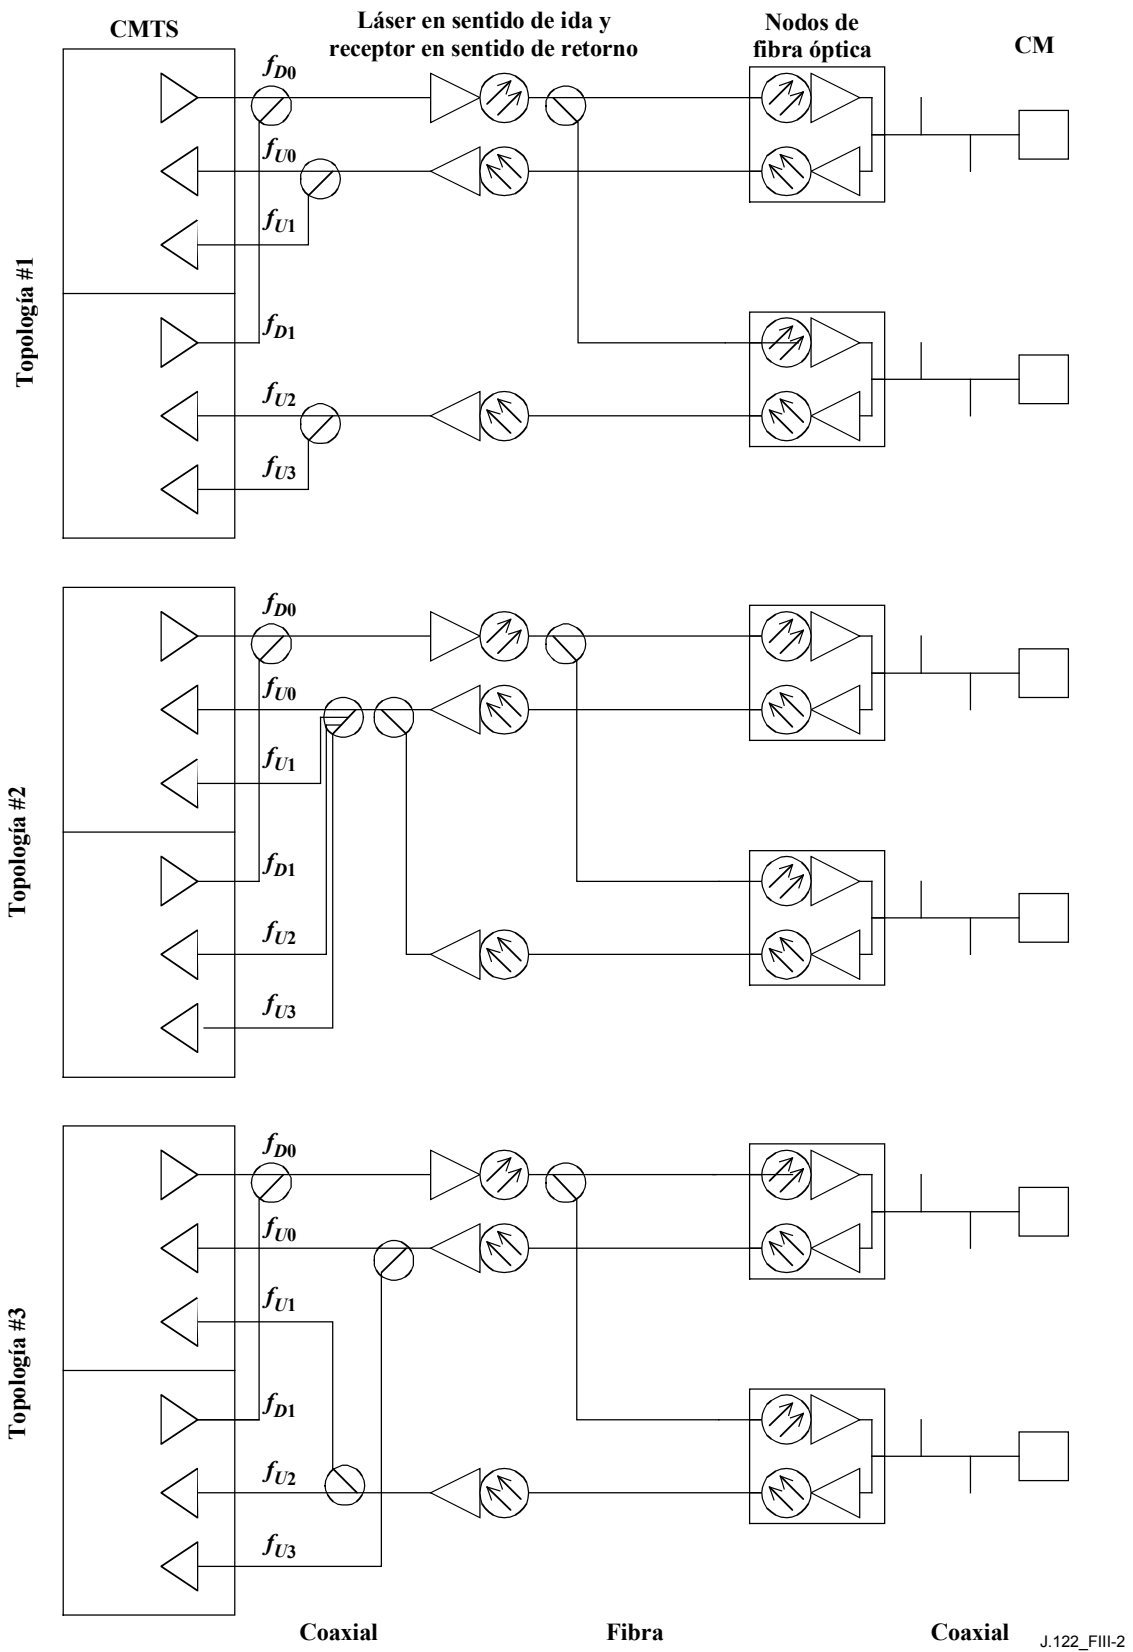 CMTS
Láser en sentido de ida y
receptor en sentido de retorno
Nodos de
fibra óptica
CM
Topología #1
fD0
fU0
fU1
fD1
fU2
fU3
Topología #2
fD0
fU0
fU1
fD1
fU2
fU3
Topología #3
fD0
fU0
fU1
fD1
fU2
fU3
Coaxial
Fibra
Coaxial
J.122_FIII-2